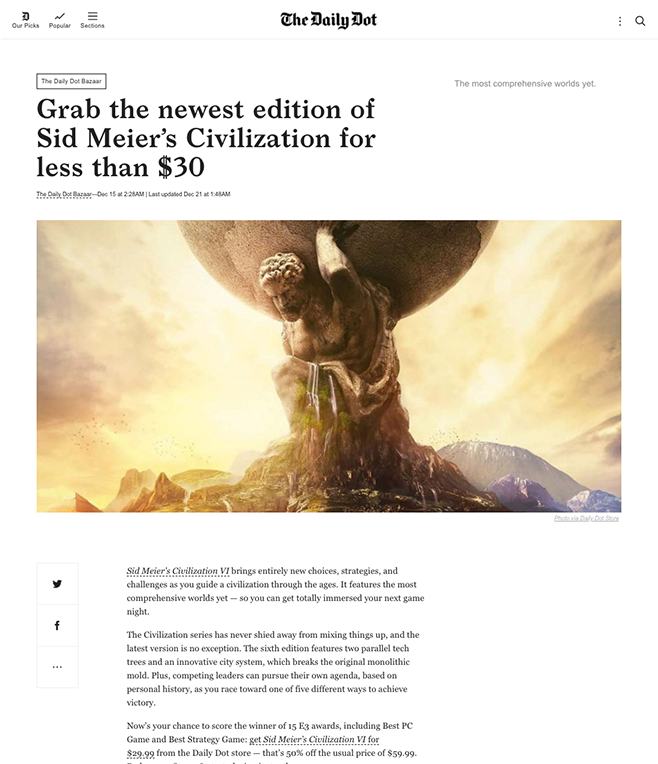 Our Picks
Popular
Sections
The Daily Dot
The Daily Dot Bazaar
Grab the newest edition of
Sid Meier's Civilization for
less than $30
The Daily Dot Bazaar—Dec 15 at 2:28AM | Last updated Dec 21 at 1:48AM
The most comprehensive worlds yet.
Photo via Daily Dot Store
Sid Meier's Civilization VI brings entirely new choices, strategies, and
challenges as you guide a civilization through the ages. It features the most
comprehensive worlds yet — so you can get totally immersed your next game
night.
The Civilization series has never shied away from mixing things up, and the
latest version is no exception. The sixth edition features two parallel tech
trees and an innovative city system, which breaks the original monolithic
mold. Plus, competing leaders can pursue their own agenda, based on
personal history, as you race toward one of five different ways to achieve
victory.
Now's your chance to score the winner of 15 E3 awards, including Best PC
Game and Best Strategy Game: get Sid Meier's Civilization VI for
$29.99 from the Daily Dot store — that's 50% off the usual price of $59.99.